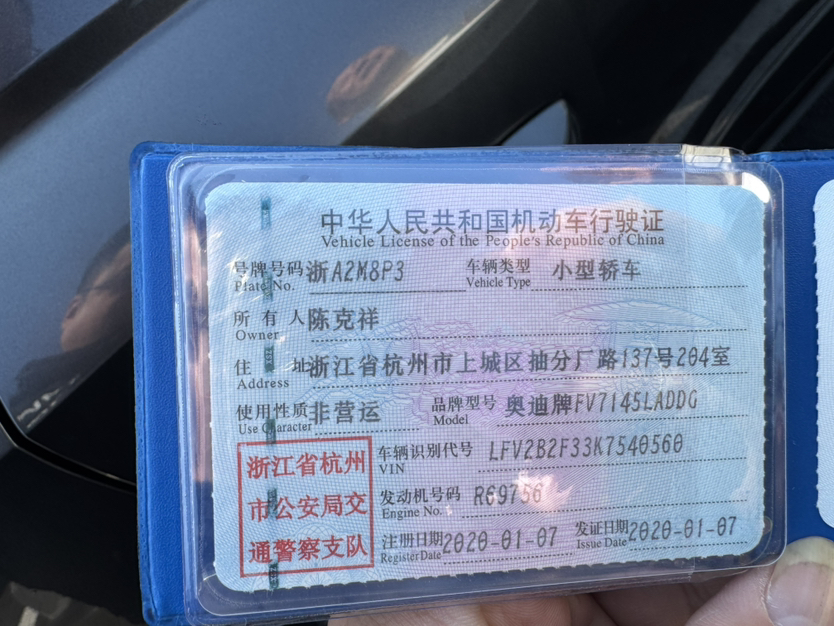 中华人民共和国机动车行驶证
Vehicle License of the People's Republic of China
号牌号码 浙A2M8P3 车辆类型 小型轿车
Plate No. Vehicle Type
所有人 陈克祥
Owner
住址 浙江省杭州市上城区抽分厂路137号204室
Address
使用性质 非营运 品牌型号 奥迪牌FV7145LADDG
Use Character Model
浙江省杭州
市公安局交
通警察支队
车辆识别代号 LFV2B2F33K7540560
VIN
发动机号码 R69756
Engine No.
注册日期 2020-01-07 发证日期 2020-01-07
Register Date Issue Date